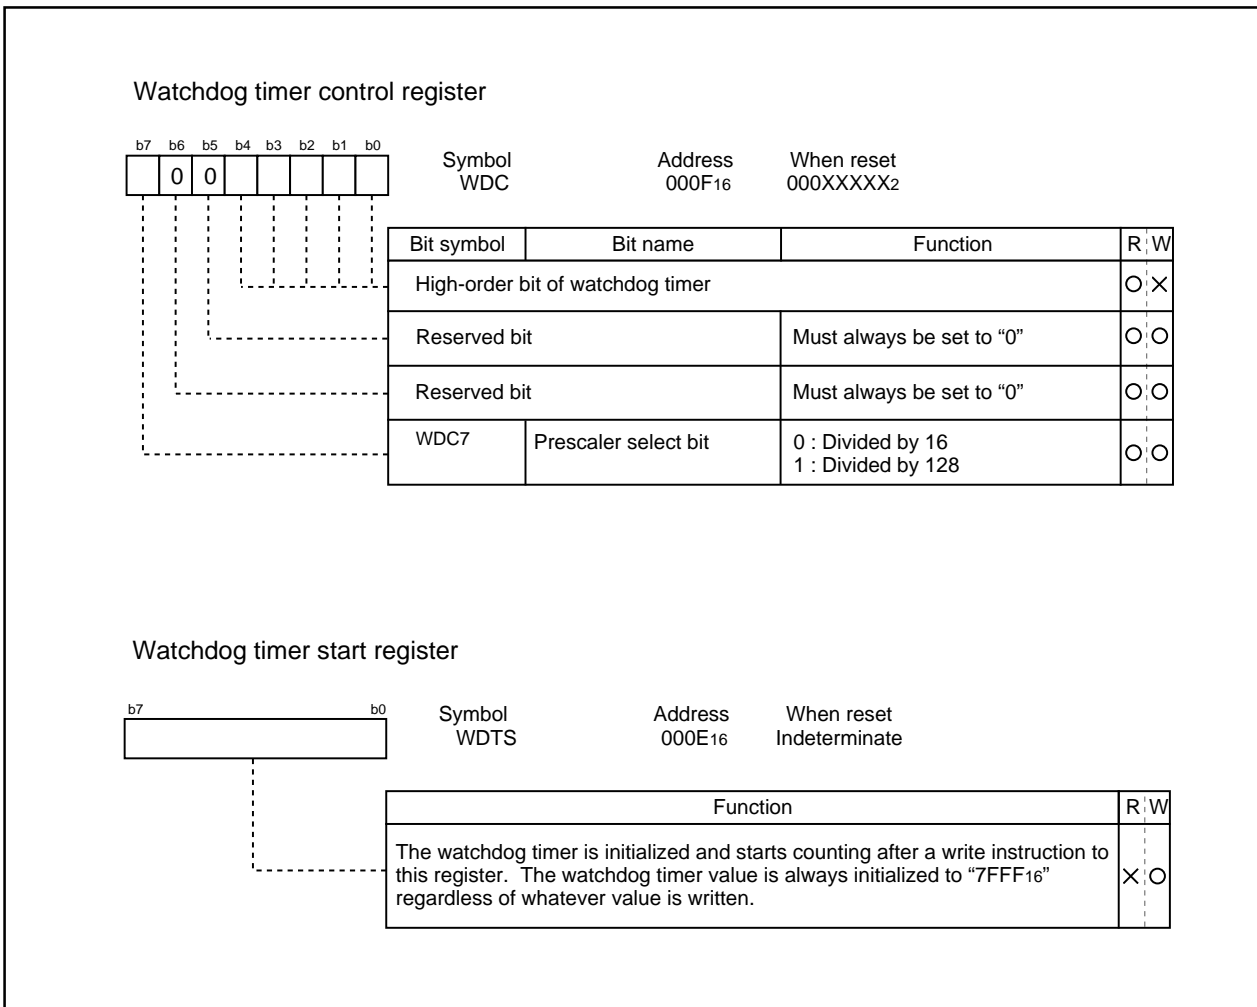 Watchdog timer control register
b7 b6 b5 b4 b3 b2 b1 b0
0 0
Symbol Address When reset
WDC 000F16 000XXXXX2
Bit symbol Bit name Function R W
High-order bit of watchdog timer O X
Reserved bit Must always be set to “0” O O
Reserved bit Must always be set to “0” O O
WDC7 Prescaler select bit 0 : Divided by 16 O O
1 : Divided by 128
Watchdog timer start register
b7 b0
Symbol Address When reset
WDTS 000E16 Indeterminate
Function R W
The watchdog timer is initialized and starts counting after a write instruction to
this register. The watchdog timer value is always initialized to “7FFF16” X O
regardless of whatever value is written.